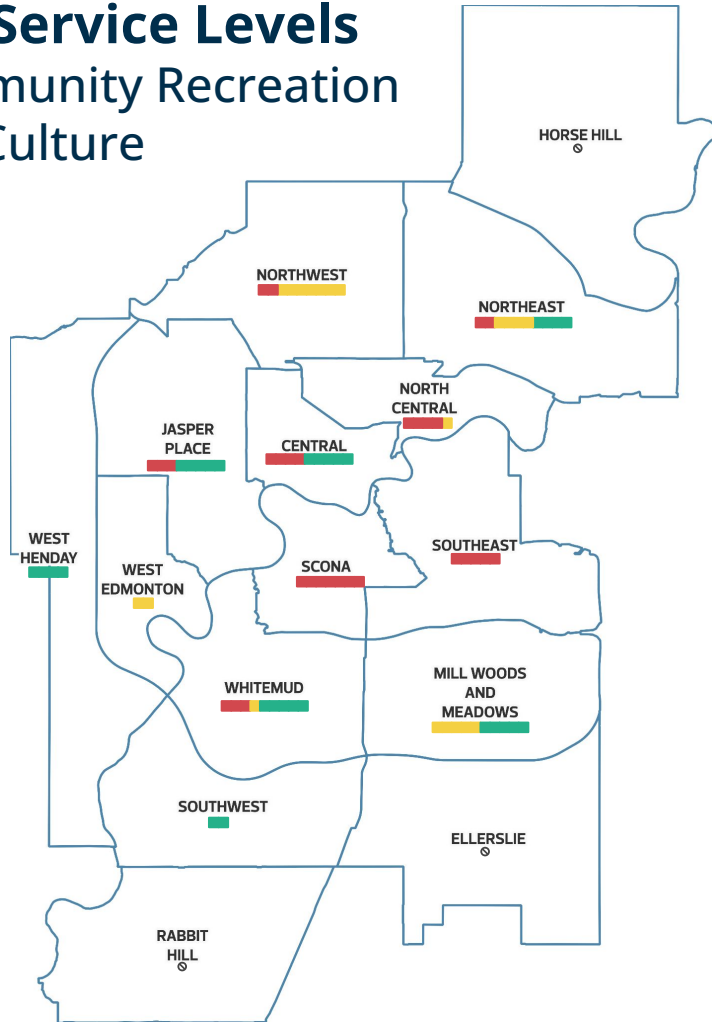 Service Levels
munity Recreation
Culture
HORSE HILL
NORTHWEST
NORTHEAST
NORTH
CENTRAL
JASPER
PLACE
CENTRAL
WEST
HENDAY
WEST
EDMONTON
SCONA
SOUTHEAST
WHITEMUD
MILL WOODS
AND
MEADOWS
SOUTHWEST
ELLERSLIE
RABBIT
HILL